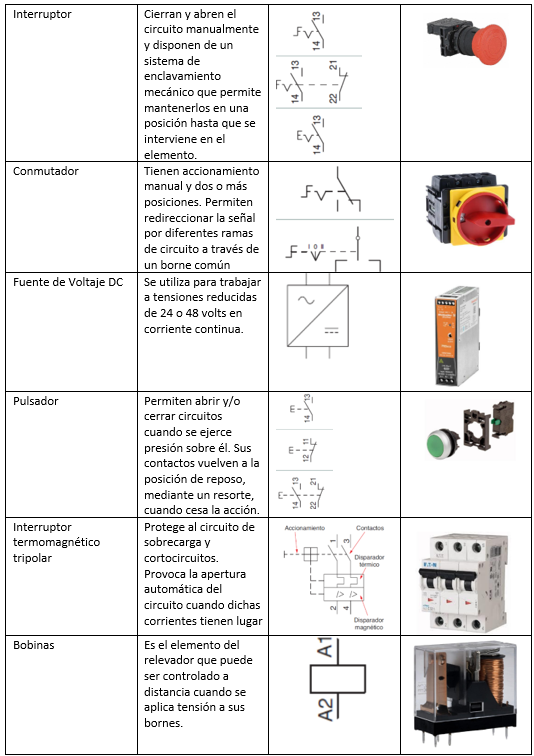 Interruptor
Cierran y abren el
circuito manualmente
y disponen de un
sistema de
enclavamiento
mecánico que permite
mantenerlos en una
posición hasta que se
interviene en el
elemento.
13
14
13
21
14
22
13
14
Conmutador
Tienen accionamiento
manual y dos o más
posiciones. Permiten
redireccionar la señal
por diferentes ramas
de circuito a través de
un borne común
I 0 II
Fuente de Voltaje DC
Se utiliza para trabajar
a tensiones reducidas
de 24 o 48 volts en
corriente continua.
Pulsador
Permiten abrir y/o
cerrar circuitos
cuando se ejerce
presión sobre él. Sus
contactos vuelven a la
posición de reposo,
mediante un resorte,
cuando cesa la acción.
E
13
14
E
11
12
E
13
21
14
22
Interruptor
termomagnético
tripolar
Protege al circuito de
sobrecarga y
cortocircuitos.
Provoca la apertura
automática del
circuito cuando dichas
corrientes tienen lugar
Accionamiento
Contactos
1
3
Disparador
térmico
I>
I>
2
4
Disparador
magnético
E·T·N
Bobinas
Es el elemento del
relevador que puede
ser controlado a
distancia cuando se
aplica tensión a sus
bornes.
A1
A2